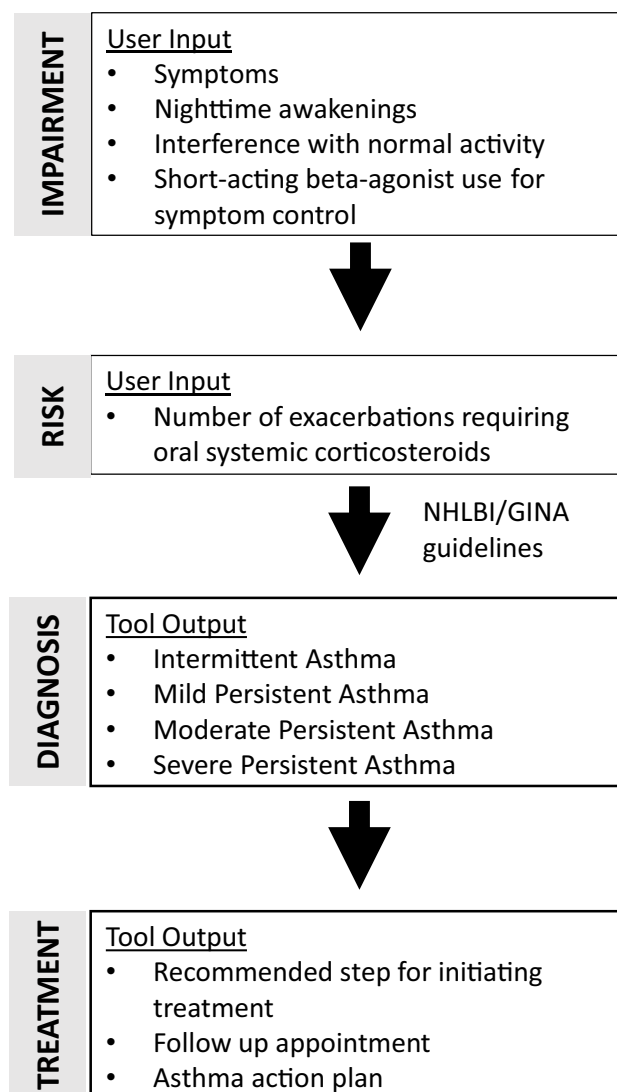 IMPAIRMENT
User Input
• Symptoms
• Nighttime awakenings
• Interference with normal activity
• Short-acting beta-agonist use for
symptom control
RISK
User Input
• Number of exacerbations requiring
oral systemic corticosteroids
NHLBI/GINA
guidelines
DIAGNOSIS
Tool Output
• Intermittent Asthma
• Mild Persistent Asthma
• Moderate Persistent Asthma
• Severe Persistent Asthma
TREATMENT
Tool Output
• Recommended step for initiating
treatment
• Follow up appointment
• Asthma action plan